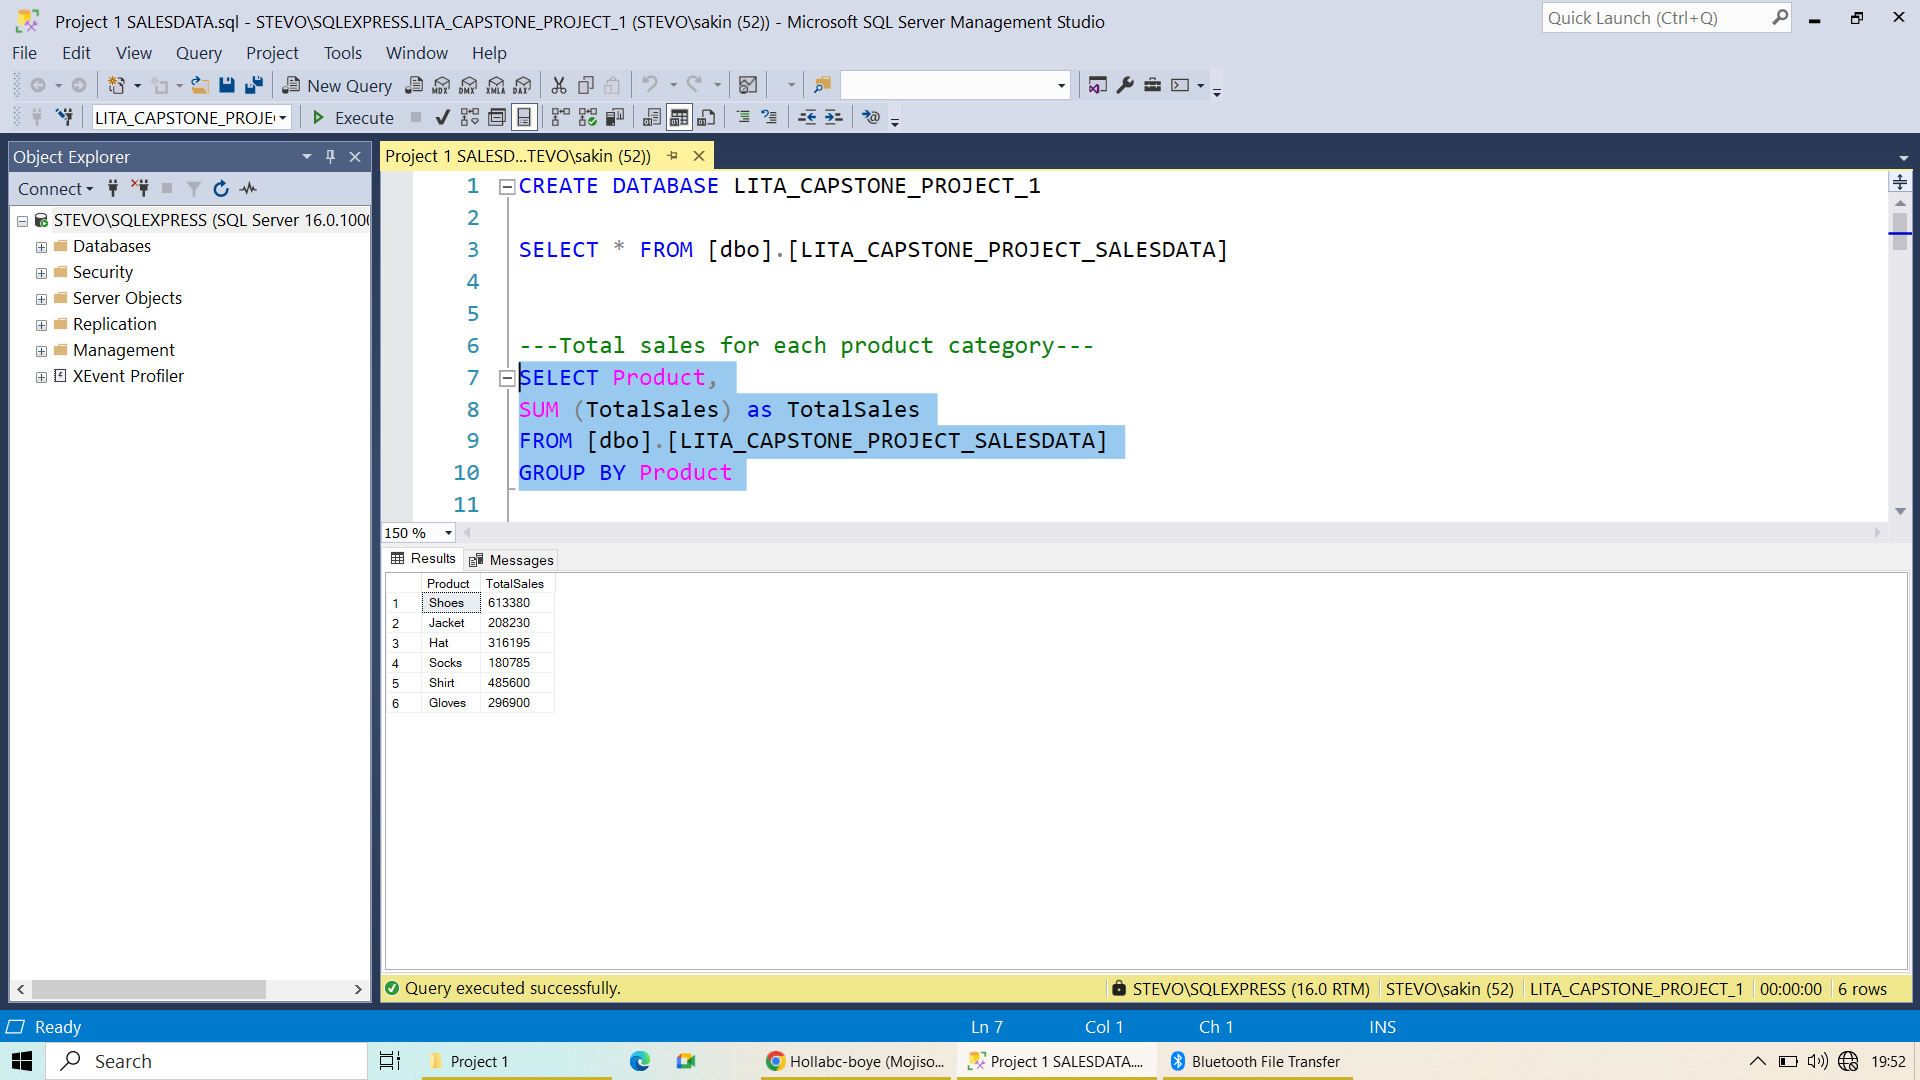 Project 1 SALESDATA.sql - STEVO\SQLEXPRESS.LITA_CAPSTONE_PROJECT_1 (STEVO\sakin (52)) - Microsoft SQL Server Management Studio
Quick Launch (Ctrl+Q)
File Edit View Query Project Tools Window Help
New Query MDX DMX XMLA DAX
LITA_CAPSTONE_PROJE Execute
Object Explorer
Project 1 SALESD...TEVO\sakin (52))
Connect
STEVO\SQLEXPRESS (SQL Server 16.0.100
Databases
Security
Server Objects
Replication
Management
XEvent Profiler
1 CREATE DATABASE LITA_CAPSTONE_PROJECT_1
2
3 SELECT * FROM [dbo].[LITA_CAPSTONE_PROJECT_SALESDATA]
4
5
6 ---Total sales for each product category---
7 SELECT Product,
8 SUM (TotalSales) as TotalSales
9 FROM [dbo].[LITA_CAPSTONE_PROJECT_SALESDATA]
10 GROUP BY Product
11
150 %
Results Messages
Product TotalSales
1 Shoes 613380
2 Jacket 208230
3 Hat 316195
4 Socks 180785
5 Shirt 485600
6 Gloves 296900
Query executed successfully.
STEVO\SQLEXPRESS (16.0 RTM) STEVO\sakin (52) LITA_CAPSTONE_PROJECT_1 00:00:00 6 rows
Ready Ln 7 Col 1 Ch 1 INS
Search Project 1 Hollabc-boye (Mojiso... Project 1 SALESDATA.... Bluetooth File Transfer 19:52